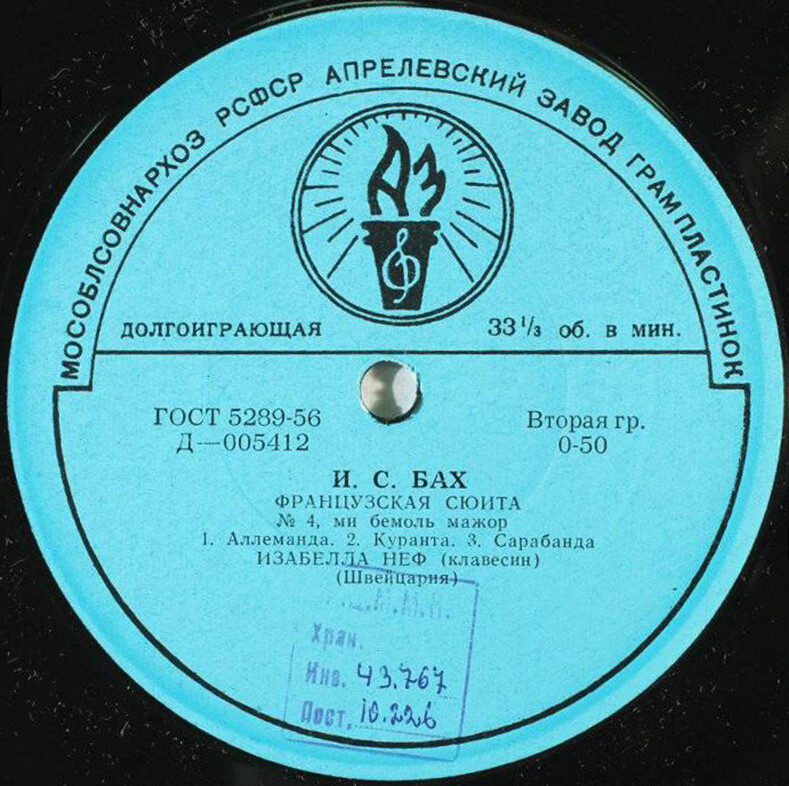 МОСОБЛСОВНАРХОЗ РСФСР АПРЕЛЕВСКИЙ ЗАВОД ГРАМПЛАСТИНОК
АЗ
ДОЛГОИГРАЮЩАЯ 33 1/3 об. в мин.
ГОСТ 5289-56 Вторая гр.
Д—005412 0-50
И. С. БАХ
ФРАНЦУЗСКАЯ СЮИТА
№ 4, ми бемоль мажор
1. Аллеманда. 2. Куранта. 3. Сарабанда
ИЗАБЕЛЛА НЕФ (клавесин)
(Швейцария)
Хран.
Инв. 43.767
Пост. 10.226